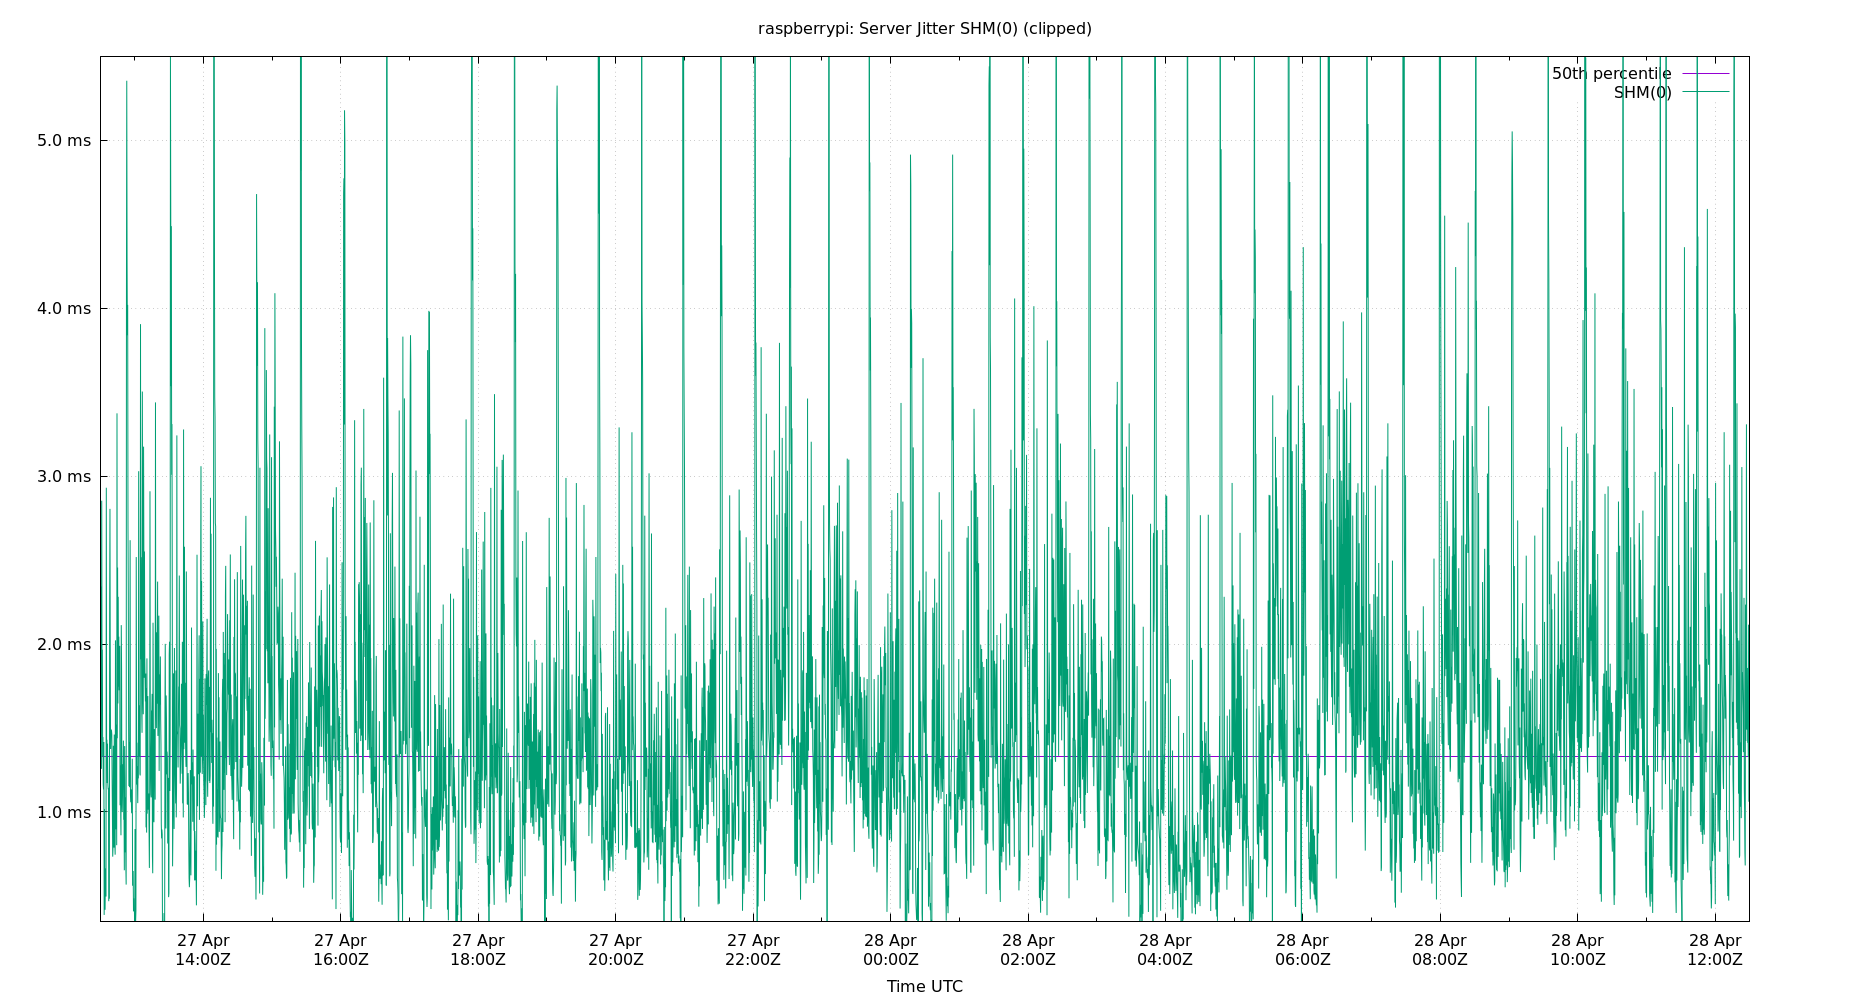 raspberrypi: Server Jitter SHM(0) (clipped)
50th percentile
SHM(0)
5.0 ms
4.0 ms
3.0 ms
2.0 ms
1.0 ms
27 Apr 27 Apr 27 Apr 27 Apr 27 Apr 28 Apr 28 Apr 28 Apr 28 Apr 28 Apr 28 Apr 28 Apr
14:00Z 16:00Z 18:00Z 20:00Z 22:00Z 00:00Z 02:00Z 04:00Z 06:00Z 08:00Z 10:00Z 12:00Z
Time UTC